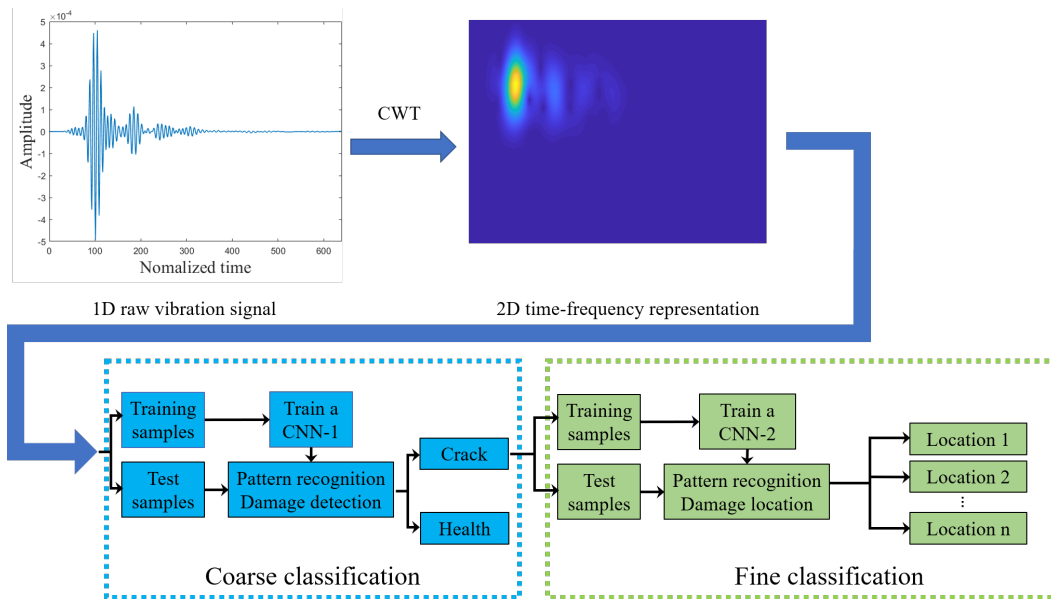 ×10⁻⁴
5
4
3
2
1
0
-1
-2
-3
-4
-5
Amplitude
0 100 200 300 400 500 600
Nomalized time
CWT
1D raw vibration signal
2D time-frequency representation
Training
samples
Train a
CNN-1
Test
samples
Pattern recognition
Damage detection
Crack
Health
Coarse classification
Training
samples
Train a
CNN-2
Test
samples
Pattern recognition
Damage location
Location 1
Location 2
⋮
Location n
Fine classification